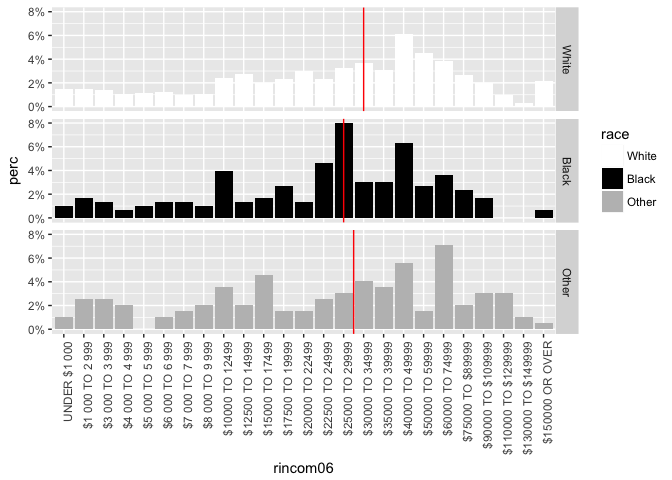 8%
6%
4%
2%
0%
White
8%
6%
4%
2%
0%
Black
8%
6%
4%
2%
0%
Other
perc
race
White
Black
Other
UNDER $1 000
$1 000 TO 2 999
$3 000 TO 3 999
$4 000 TO 4 999
$5 000 TO 5 999
$6 000 TO 6 999
$7 000 TO 7 999
$8 000 TO 9 999
$10000 TO 12499
$12500 TO 14999
$15000 TO 17499
$17500 TO 19999
$20000 TO 22499
$22500 TO 24999
$25000 TO 29999
$30000 TO 34999
$35000 TO 39999
$40000 TO 49999
$50000 TO 59999
$60000 TO 74999
$75000 TO $89999
$90000 TO $109999
$110000 TO $129999
$130000 TO $149999
$150000 OR OVER
rincom06